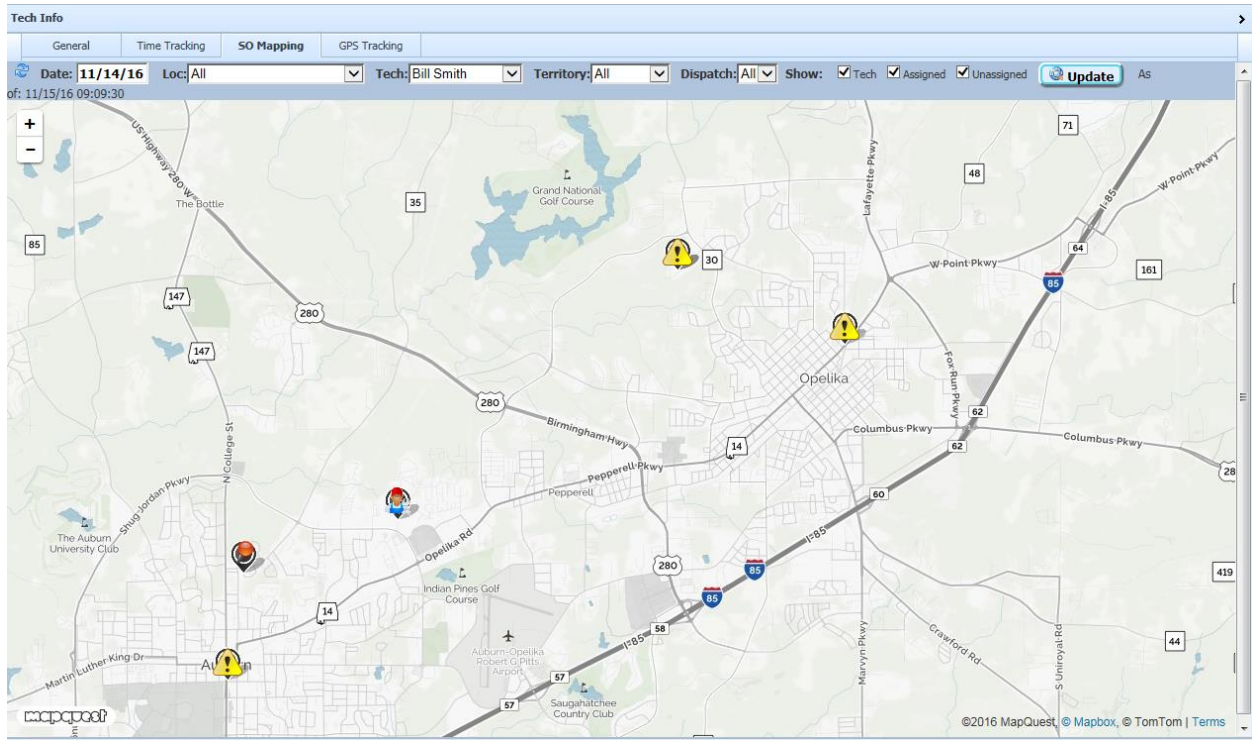 Tech Info
General Time Tracking SO Mapping GPS Tracking
Date: 11/14/16 Loc: All Tech: Bill Smith Territory: All Dispatch: All Show: Tech Assigned Unassigned Update As
of: 11/15/16 09:09:30
+
−
US Highway 280 W
71
Lafayette Pkwy
48
W Point Pkwy
I-85
The Bottle
35
Grand National
Golf Course
85
30
64
W Point Pkwy
161
85
147
280
147
Opelika
Fox Run Pkwy
280
62
Birmingham Hwy
Columbus Pkwy
Columbus Pkwy
62
14
N College St
Pepperell Pkwy
28
Shug Jordan Pkwy
Pepperell
60
I-85
The Auburn
University Club
Opelika Rd
280
85
419
Indian Pines Golf
Course
85
14
58
I-85
Crawford Rd
44
Auburn-Opelika
Robert G Pitts
Airport
Marvyn Pkwy
S Uniroyal Rd
Martin Luther King Dr
57
57
Saugahatchee
Country Club
mapquest
©2016 MapQuest, © Mapbox, © TomTom | Terms